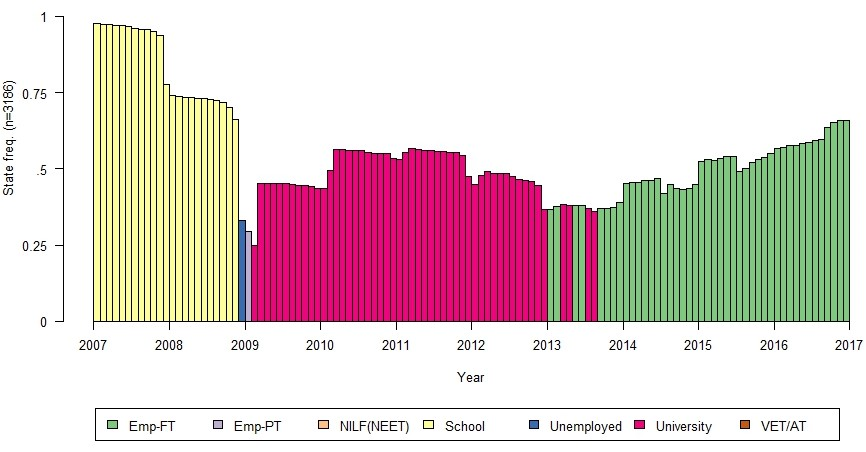 1
0.75
.5
0.25
0
State freq. (n=3186)
2007 2008 2009 2010 2011 2012 2013 2014 2015 2016 2017
Year
Emp-FT Emp-PT NILF(NEET) School Unemployed University VET/AT